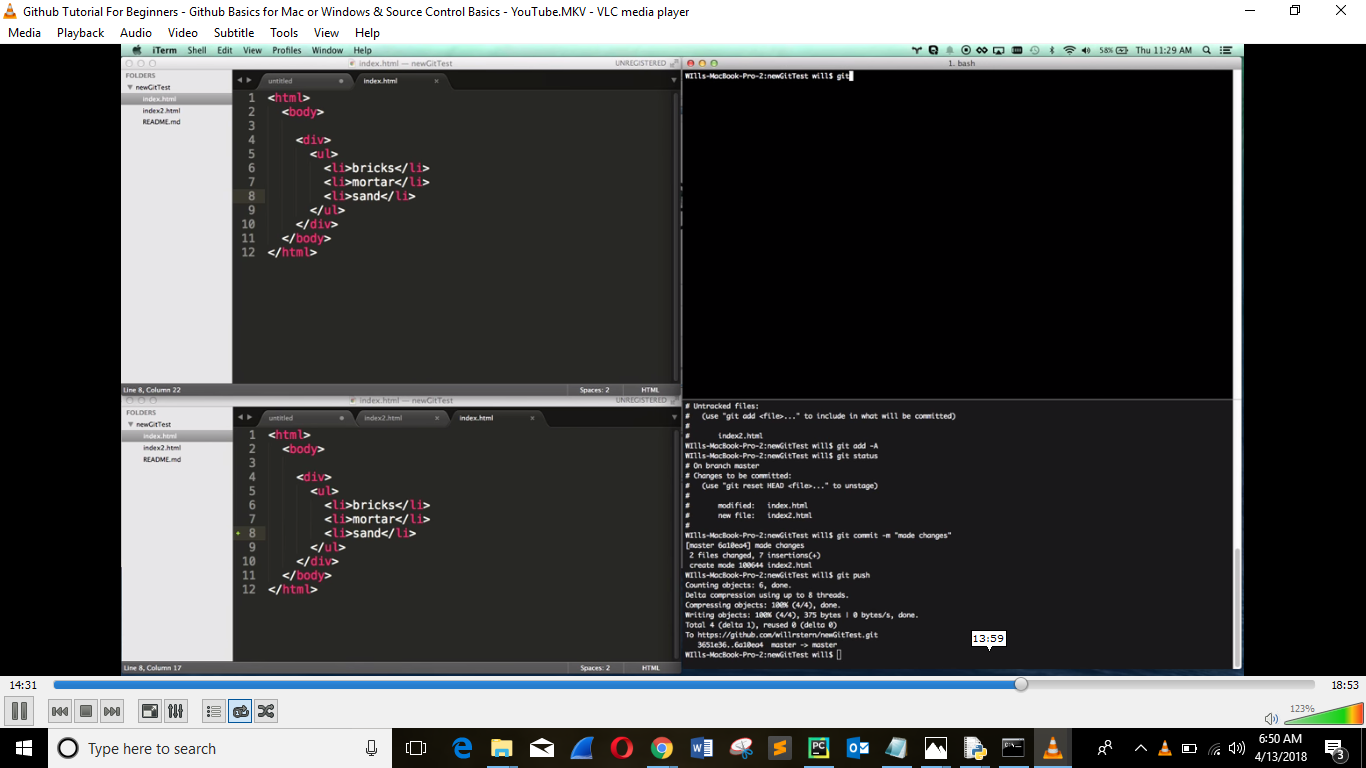 Github Tutorial For Beginners - Github Basics for Mac or Windows & Source Control Basics - YouTube.MKV - VLC media player
Media Playback Audio Video Subtitle Tools View Help
iTerm Shell Edit View Profiles Window Help 58% Thu 11:29 AM
index.html — newGitTest UNREGISTERED
FOLDERS
newGitTest
index.html
index2.html
README.md
untitled index.html
1 <html>
2 <body>
3
4 <div>
5 <ul>
6 <li>bricks</li>
7 <li>mortar</li>
8 <li>sand</li>
9 </ul>
10 </div>
11 </body>
12 </html>
Line 8, Column 22 Spaces: 2 HTML
1. bash
WIlls-MacBook-Pro-2:newGitTest will$ git
index.html — newGitTest UNREGISTERED
FOLDERS
newGitTest
index.html
index2.html
README.md
untitled index2.html index.html
1 <html>
2 <body>
3
4 <div>
5 <ul>
6 <li>bricks</li>
7 <li>mortar</li>
8 <li>sand</li>
9 </ul>
10 </div>
11 </body>
12 </html>
Line 8, Column 17 Spaces: 2 HTML
# Untracked files:
# (use "git add <file>..." to include in what will be committed)
#
# index2.html
WIlls-MacBook-Pro-2:newGitTest will$ git add -A
WIlls-MacBook-Pro-2:newGitTest will$ git status
# On branch master
# Changes to be committed:
# (use "git reset HEAD <file>..." to unstage)
#
# modified: index.html
# new file: index2.html
#
WIlls-MacBook-Pro-2:newGitTest will$ git commit -m "made changes"
[master 6a10ea4] made changes
2 files changed, 7 insertions(+)
create mode 100644 index2.html
WIlls-MacBook-Pro-2:newGitTest will$ git push
Counting objects: 6, done.
Delta compression using up to 8 threads.
Compressing objects: 100% (4/4), done.
Writing objects: 100% (4/4), 375 bytes | 0 bytes/s, done.
Total 4 (delta 1), reused 0 (delta 0)
To https://github.com/willrstern/newGitTest.git
3651e36..6a10ea4 master -> master
WIlls-MacBook-Pro-2:newGitTest will$
13:59
14:31 18:53
123%
Type here to search
6:50 AM
4/13/2018
3